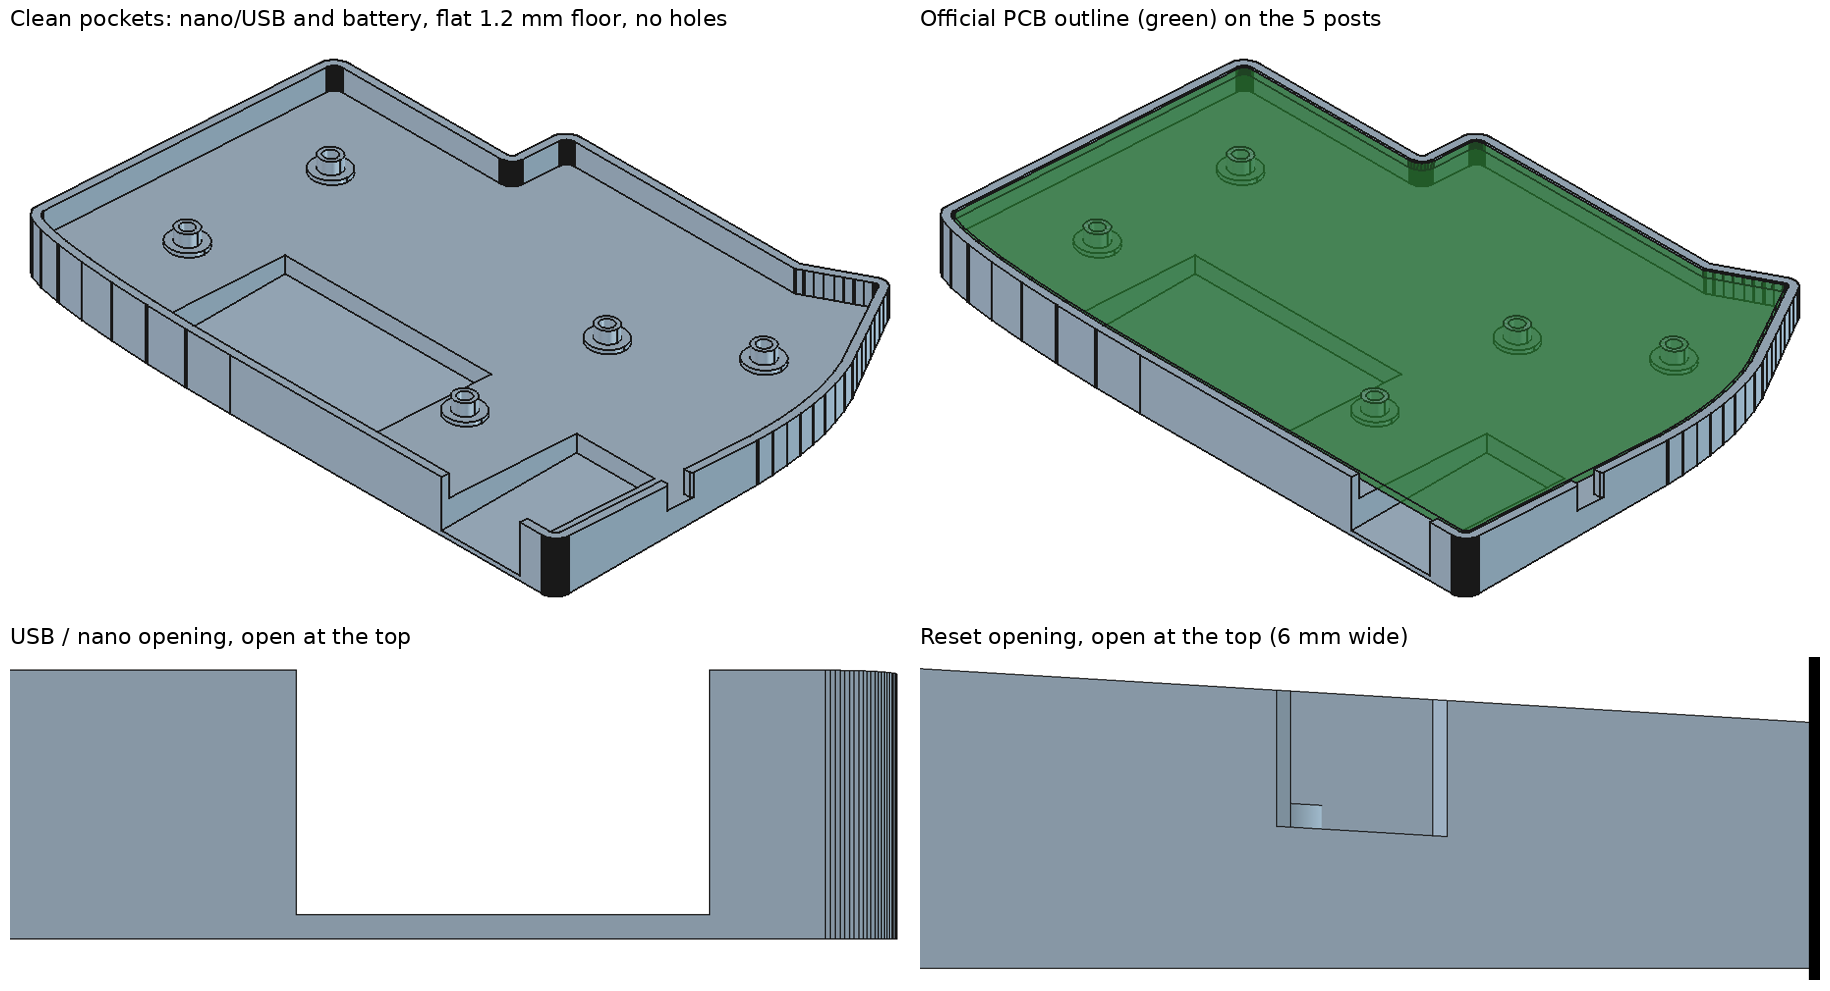 Clean pockets: nano/USB and battery, flat 1.2 mm floor, no holes
Official PCB outline (green) on the 5 posts
USB / nano opening, open at the top
Reset opening, open at the top (6 mm wide)